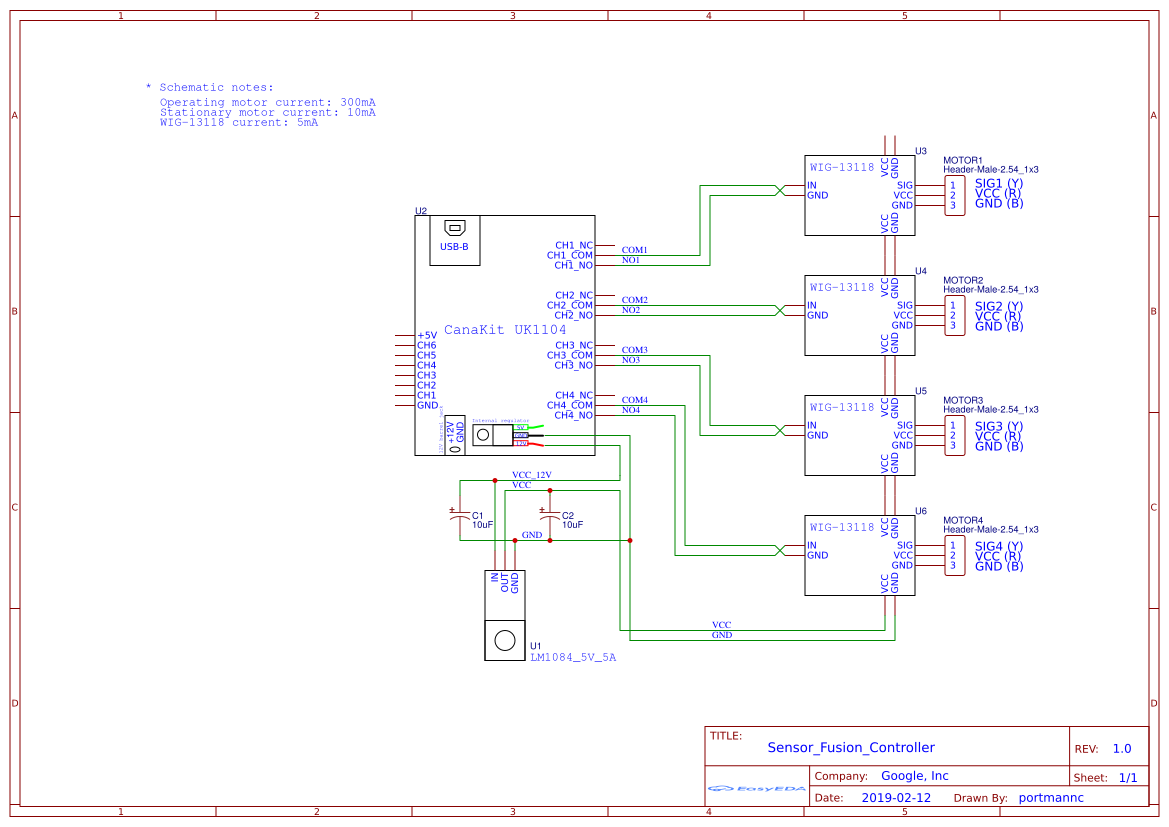 1 2 3 4 5
A A
B B
C C
D D
* Schematic notes:
Operating motor current: 300mA
Stationary motor current: 10mA
WIG-13118 current: 5mA
U2
USB-B
CanaKit UK1104
CH1_NC
CH1_COM
CH1_NO
CH2_NC
CH2_COM
CH2_NO
CH3_NC
CH3_COM
CH3_NO
CH4_NC
CH4_COM
CH4_NO
+5V
CH6
CH5
CH4
CH3
CH2
CH1
GND
+12V
GND
12V barrel jack
Internal regulator
5V
12V
COM1
NO1
COM2
NO2
COM3
NO3
COM4
NO4
VCC_12V
VCC
C1
10uF
C2
10uF
GND
IN
OUT
GND
U1
LM1084_5V_5A
VCC
GND
U3
WIG-13118
VCC
GND
IN
GND
SIG
VCC
GND
VCC
GND
MOTOR1
Header-Male-2.54_1x3
1 SIG1 (Y)
2 VCC (R)
3 GND (B)
U4
WIG-13118
VCC
GND
IN
GND
SIG
VCC
GND
VCC
GND
MOTOR2
Header-Male-2.54_1x3
1 SIG2 (Y)
2 VCC (R)
3 GND (B)
U5
WIG-13118
VCC
GND
IN
GND
SIG
VCC
GND
VCC
GND
MOTOR3
Header-Male-2.54_1x3
1 SIG3 (Y)
2 VCC (R)
3 GND (B)
U6
WIG-13118
VCC
GND
IN
GND
SIG
VCC
GND
VCC
GND
MOTOR4
Header-Male-2.54_1x3
1 SIG4 (Y)
2 VCC (R)
3 GND (B)
TITLE:
Sensor_Fusion_Controller
REV: 1.0
EasyEDA
Company: Google, Inc
Sheet: 1/1
Date: 2019-02-12 Drawn By: portmannc
1 2 3 4 5